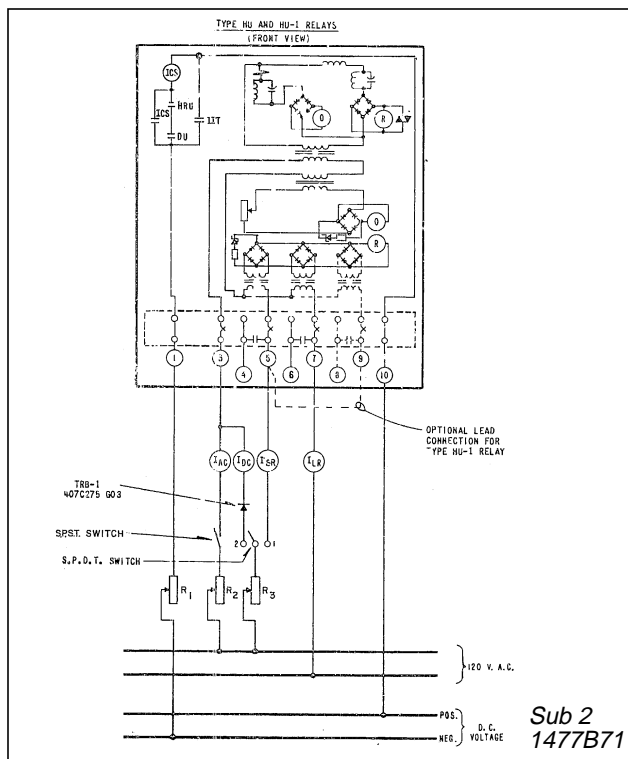 TYPE HU AND HU-1 RELAYS
(FRONT VIEW)
ICS
ICS
HRU
IIT
DU
O
R
O
R
1
3
4
5
6
7
8
9
10
OPTIONAL LEAD
CONNECTION FOR
TYPE HU-1 RELAY
IAC
IDC
ISR
ILR
TRB-1
407C275 G03
S.P.S.T. SWITCH
S.P.D.T. SWITCH
2
1
R1
R2
R3
120 V. A.C.
POS.
NEG.
D.C.
VOLTAGE
Sub 2
1477B71